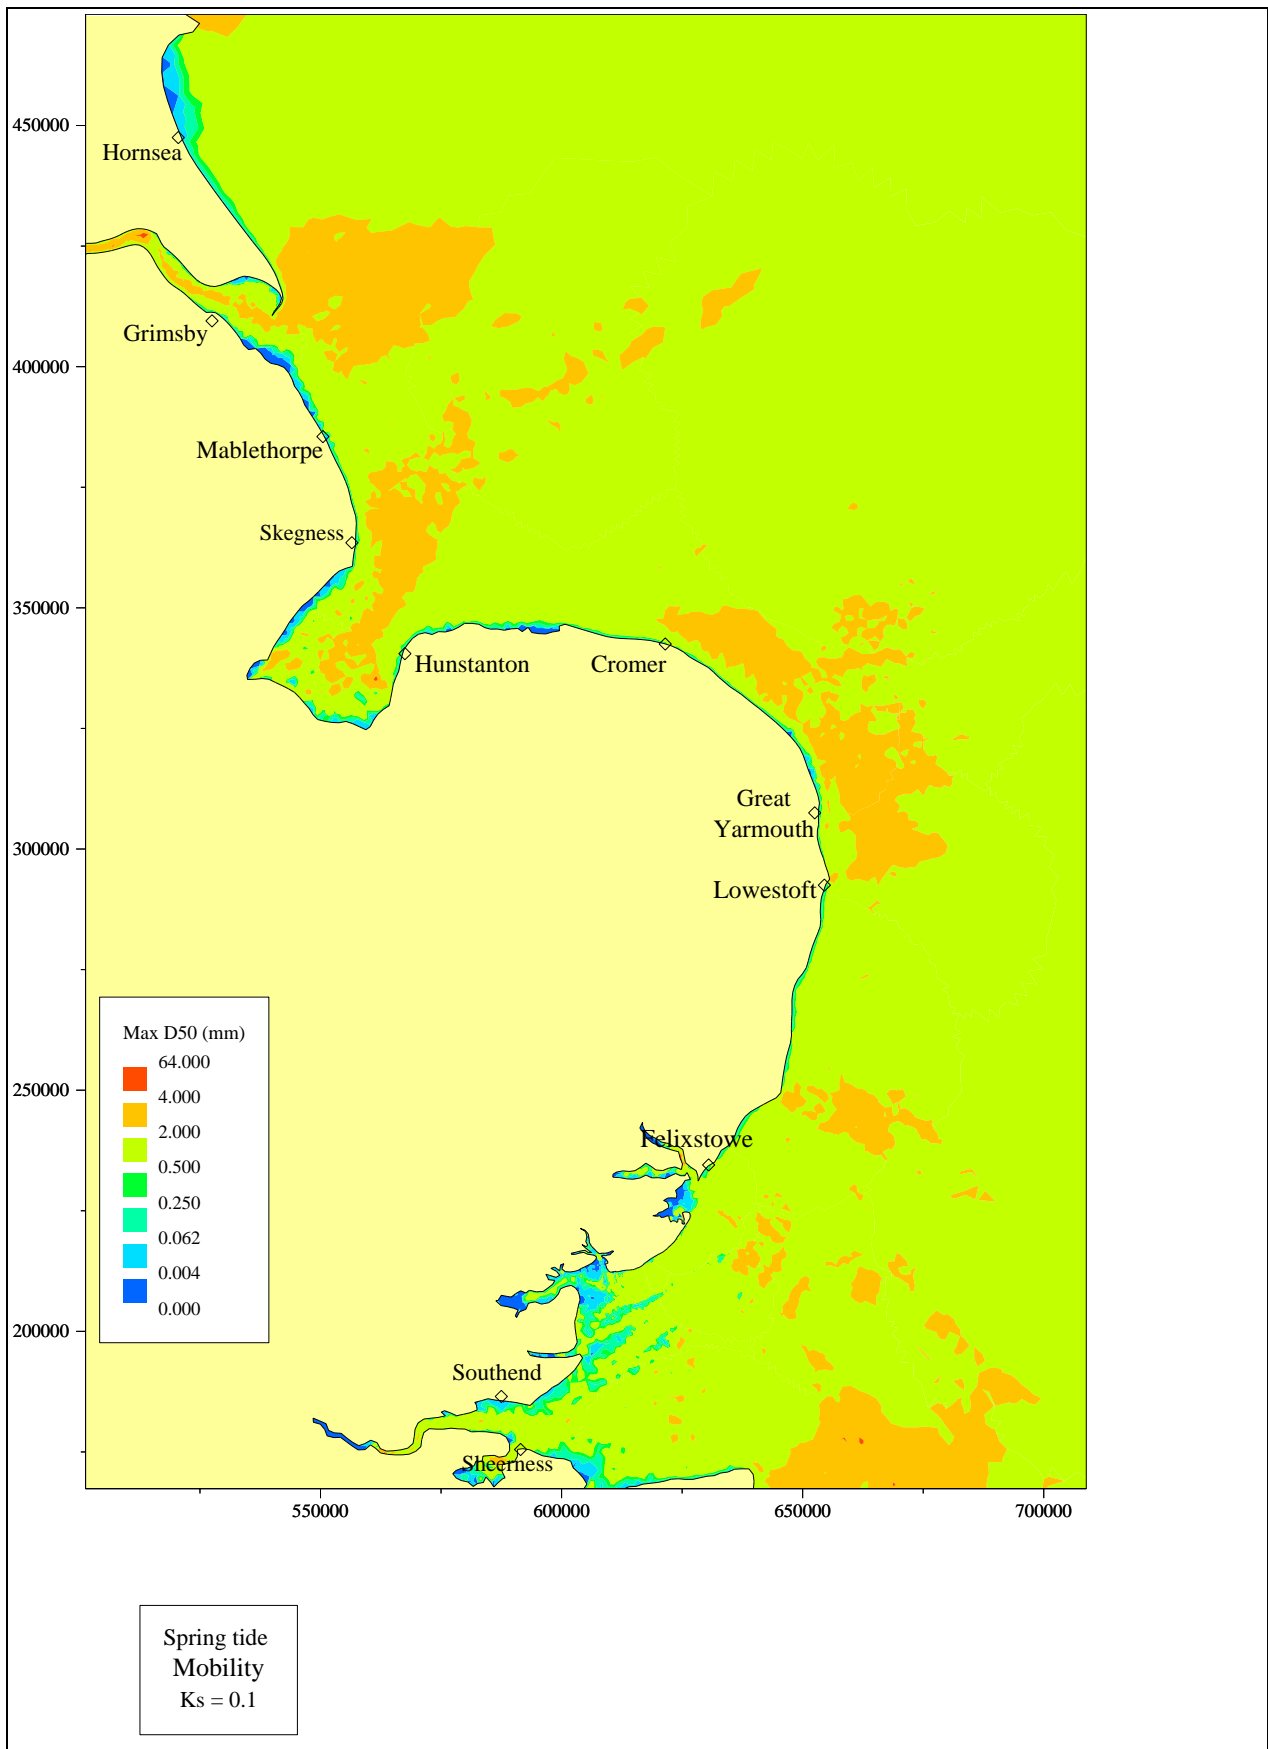 450000
Hornsea
Grimsby
400000
Mablethorpe
Skegness
350000
Hunstanton
Cromer
Great
Yarmouth
300000
Lowestoft
Max D50 (mm)
64.000
4.000
2.000
0.500
0.250
0.062
0.004
0.000
250000
Felixstowe
200000
Southend
Sheerness
550000
600000
650000
700000
Spring tide
Mobility
Ks = 0.1